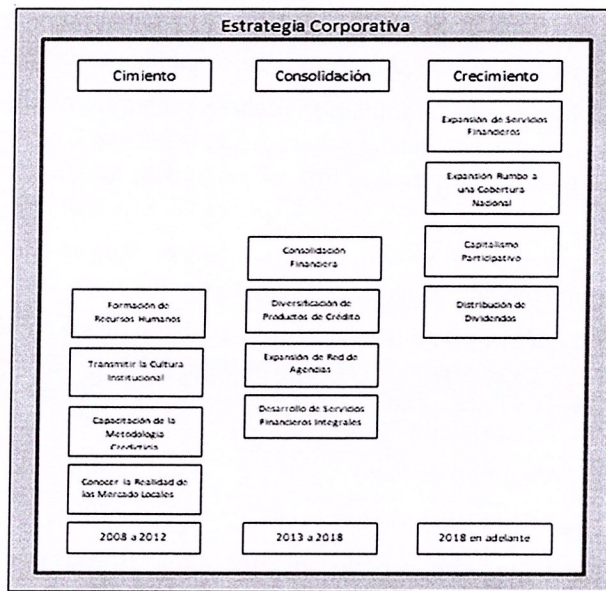 Estrategia Corporativa
Cimiento
Formación de
Recursos Humanos
Transmitir la Cultura
Institucional
Capacitación de la
Metodología
Crediticia
Conocer la Realidad de
los Mercado Locales
2008 a 2012
Consolidación
Consolidación
Financiera
Diversificación de
Productos de Crédito
Expansión de Red de
Agencias
Desarrollo de Servicios
Financieros Integrales
2013 a 2018
Crecimiento
Expansión de Servicios
Financieros
Expansión Rumbo a
una Cobertura
Nacional
Capitalismo
Participativo
Distribución de
Dividendos
2018 en adelante